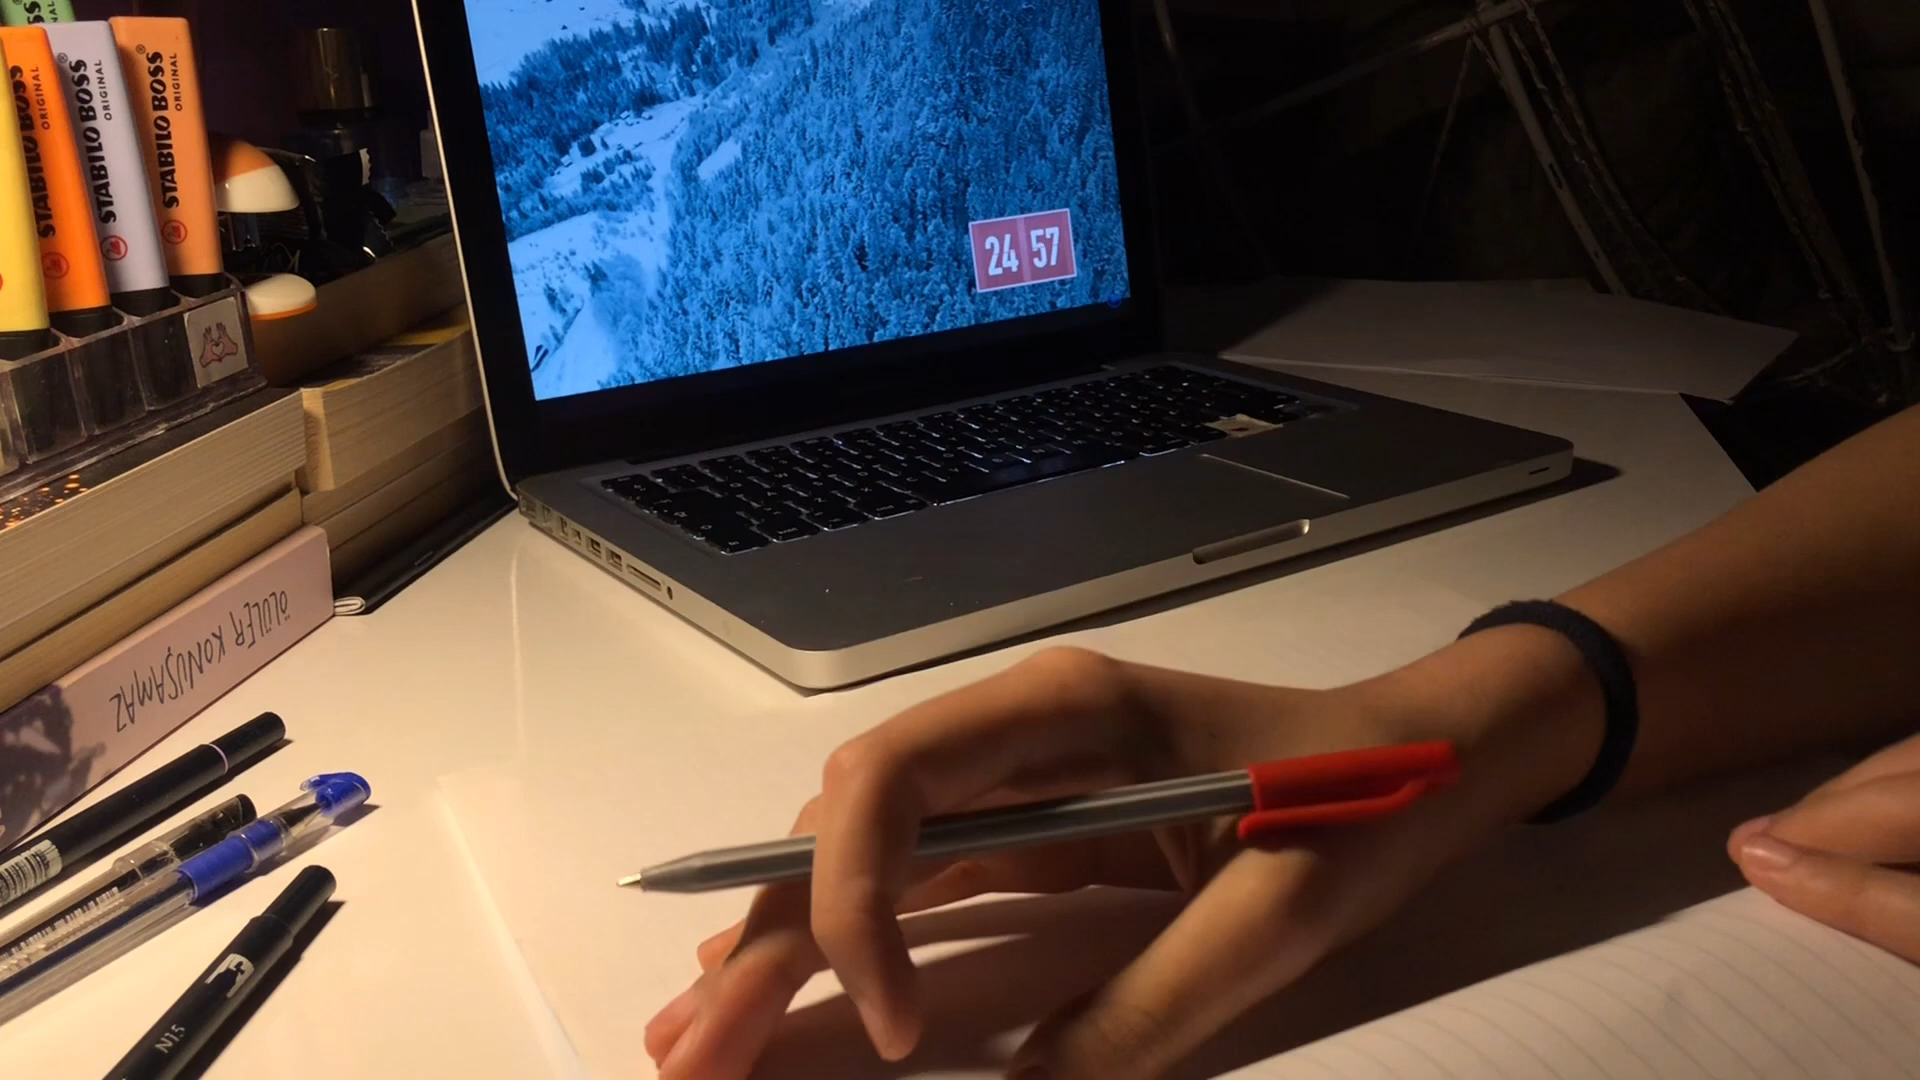 STABILO BOSS
ORIGINAL
STABILO BOSS
ORIGINAL
STABILO BOSS
ORIGINAL
24 57
ÖLÜLER KONUŞAMAZ
N15